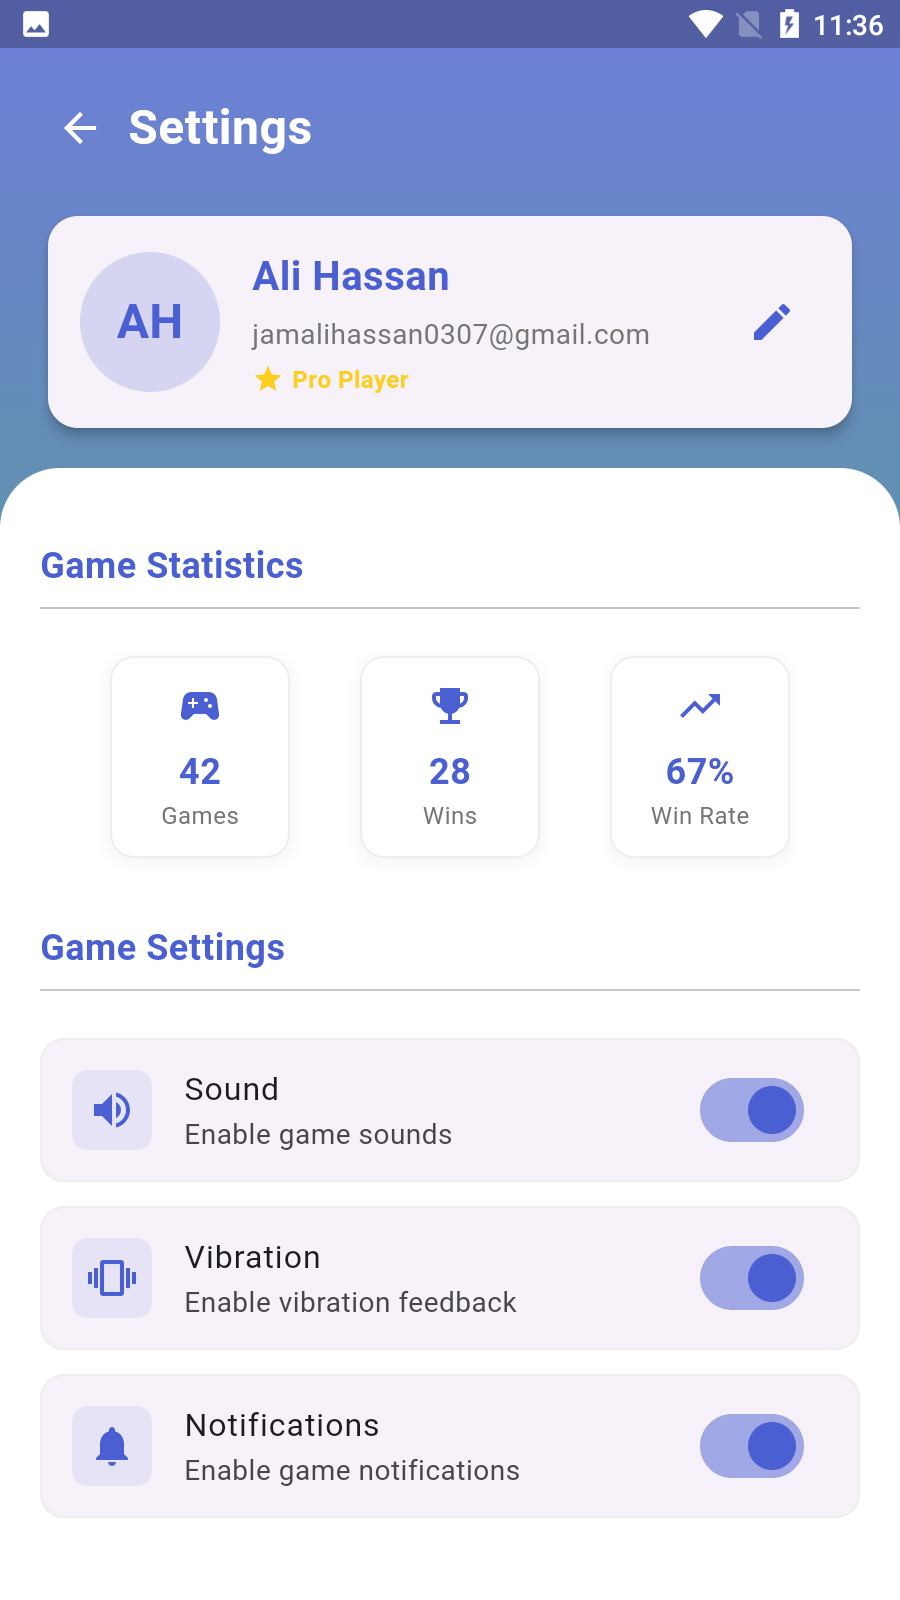 11:36
Settings
AH
Ali Hassan
jamalihassan0307@gmail.com
Pro Player
Game Statistics
42
Games
28
Wins
67%
Win Rate
Game Settings
Sound
Enable game sounds
Vibration
Enable vibration feedback
Notifications
Enable game notifications